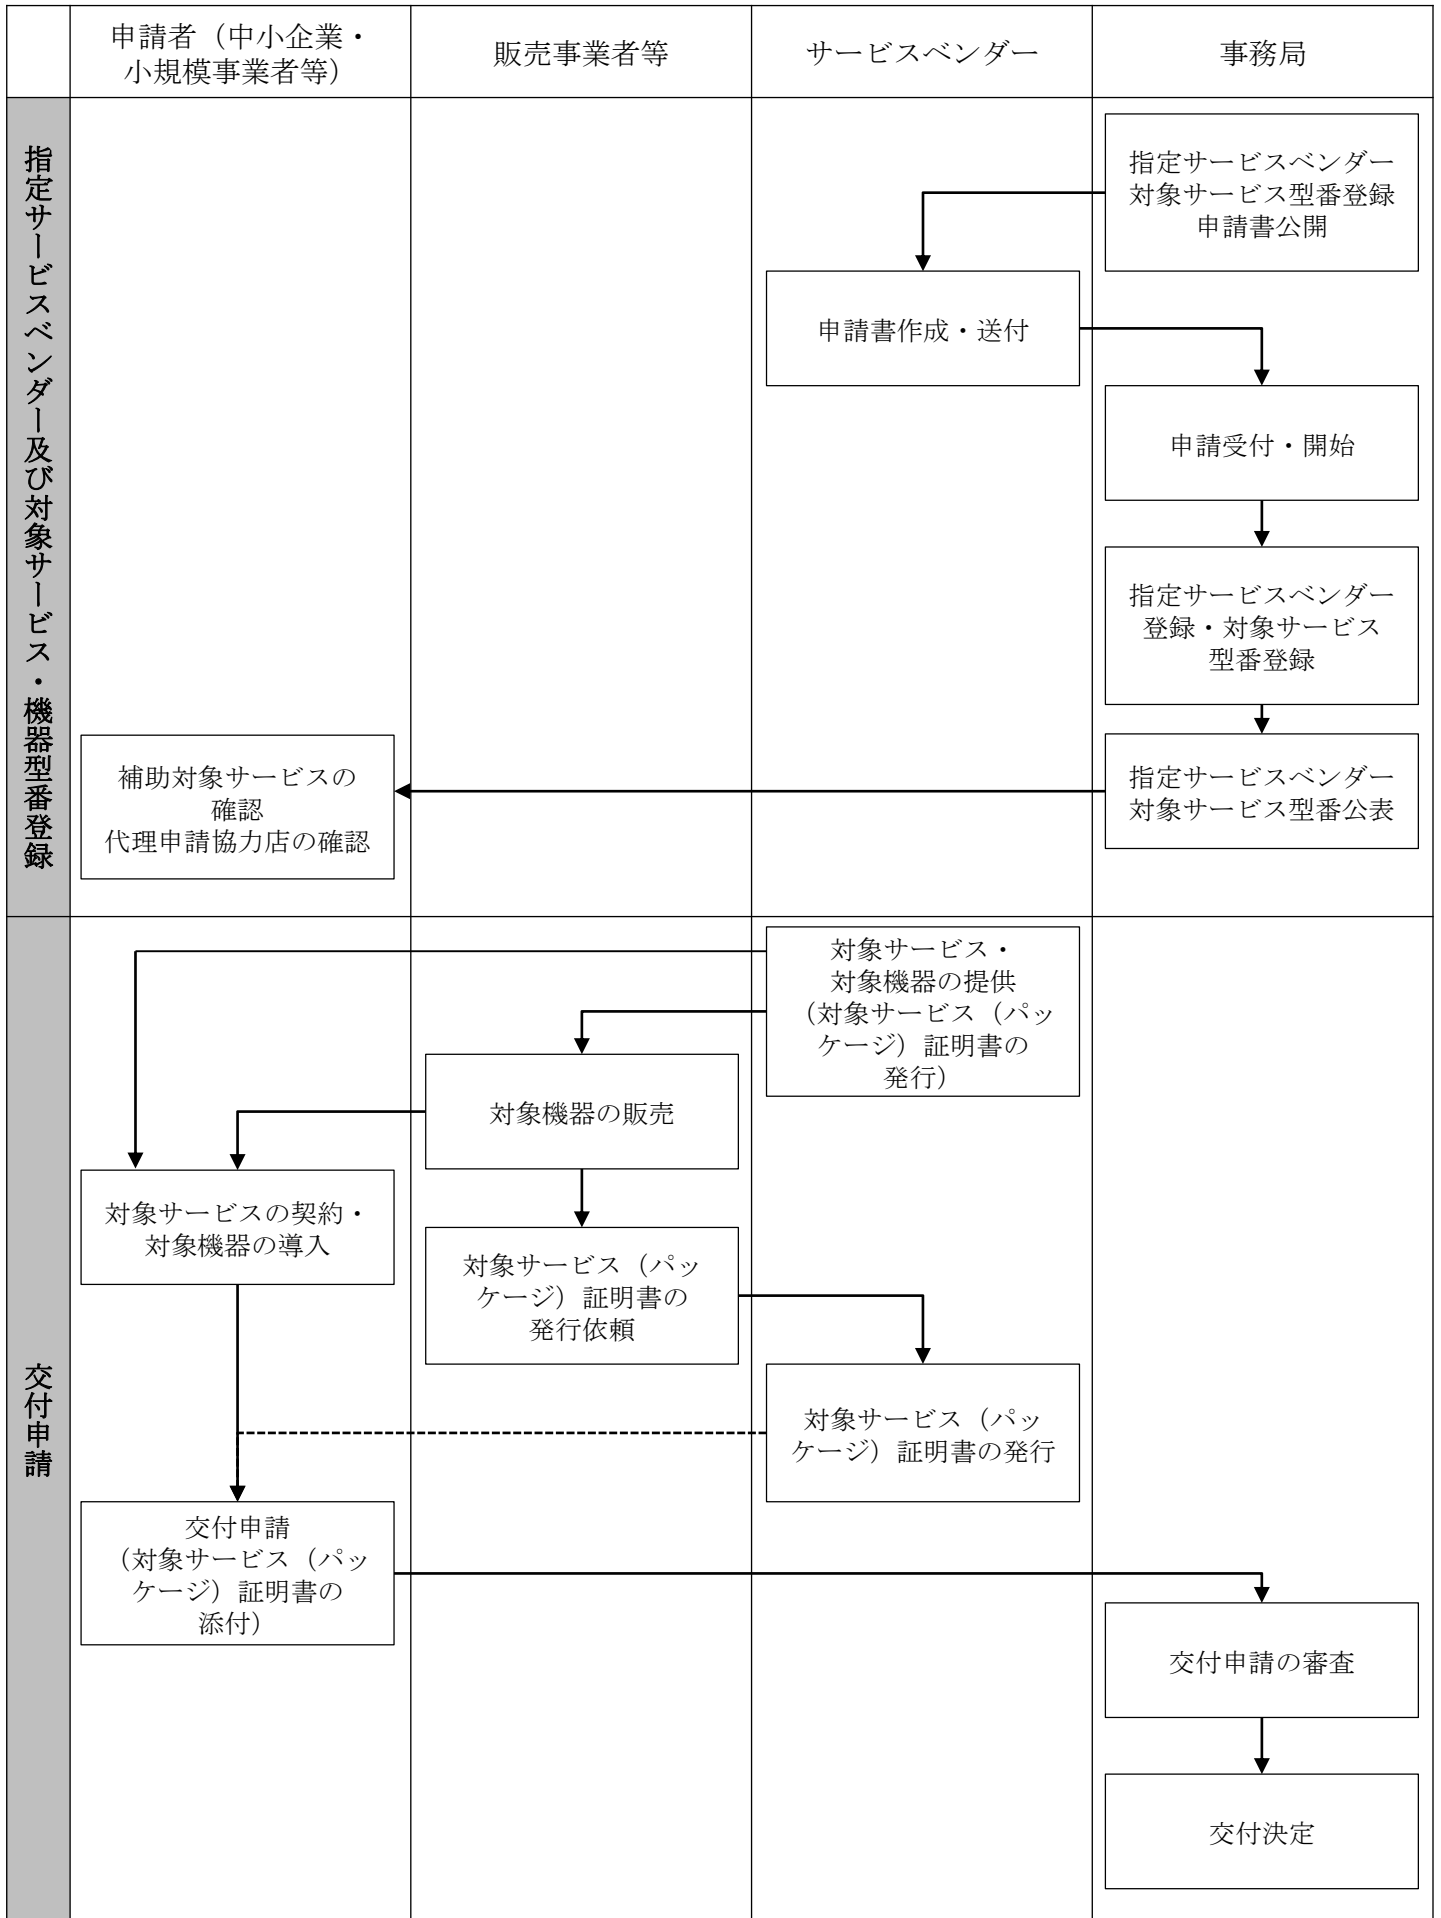 申請者（中小企業・
小規模事業者等）
販売事業者等
サービスベンダー
事務局
指定サービスベンダー及び対象サービス・機器型番登録
指定サービスベンダー
対象サービス型番登録
申請書公開
申請書作成・送付
申請受付・開始
指定サービスベンダー
登録・対象サービス
型番登録
補助対象サービスの
確認
代理申請協力店の確認
指定サービスベンダー
対象サービス型番公表
交付申請
対象サービス・
対象機器の提供
（対象サービス（パッ
ケージ）証明書の
発行）
対象機器の販売
対象サービスの契約・
対象機器の導入
対象サービス（パッ
ケージ）証明書の
発行依頼
対象サービス（パッ
ケージ）証明書の発行
交付申請
（対象サービス（パッ
ケージ）証明書の
添付）
交付申請の審査
交付決定